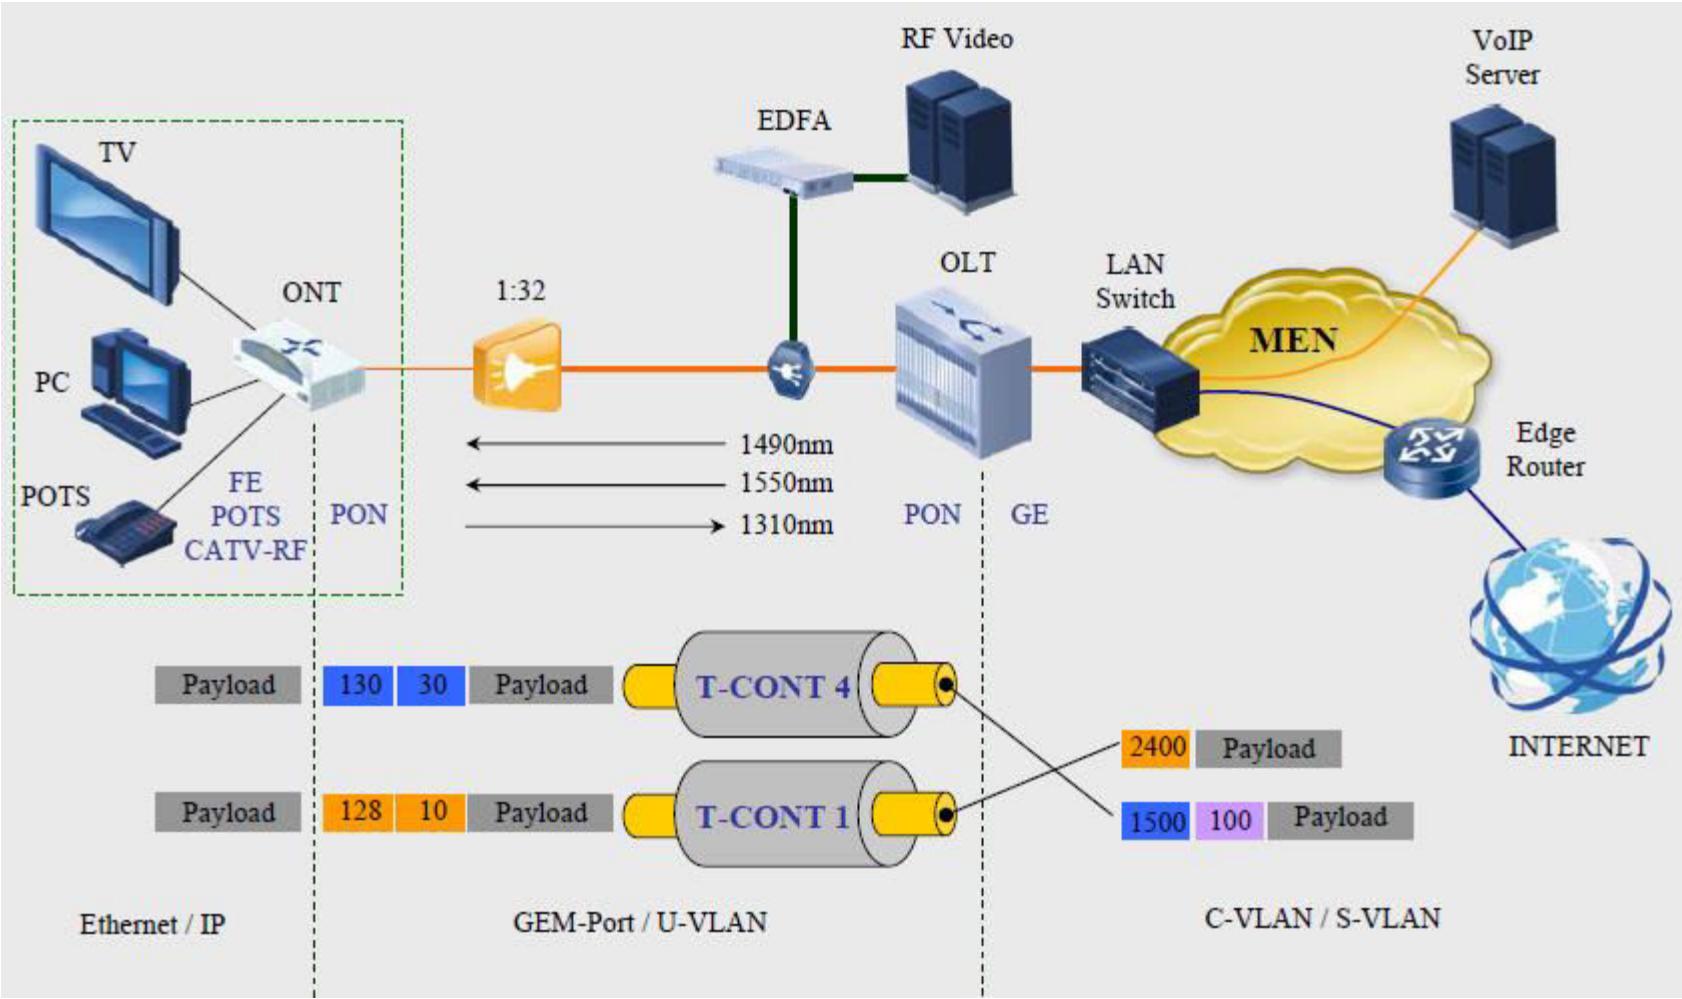 RF Video
VoIP
Server
EDFA
TV
OLT
LAN
Switch
ONT
1:32
MEN
PC
1490nm
1550nm
1310nm
Edge
Router
POTS
FE
POTS
CATV-RF
PON
PON
GE
Payload
130 30 Payload
T-CONT 4
2400 Payload
INTERNET
Payload
128 10 Payload
T-CONT 1
1500 100 Payload
Ethernet / IP
GEM-Port / U-VLAN
C-VLAN / S-VLAN